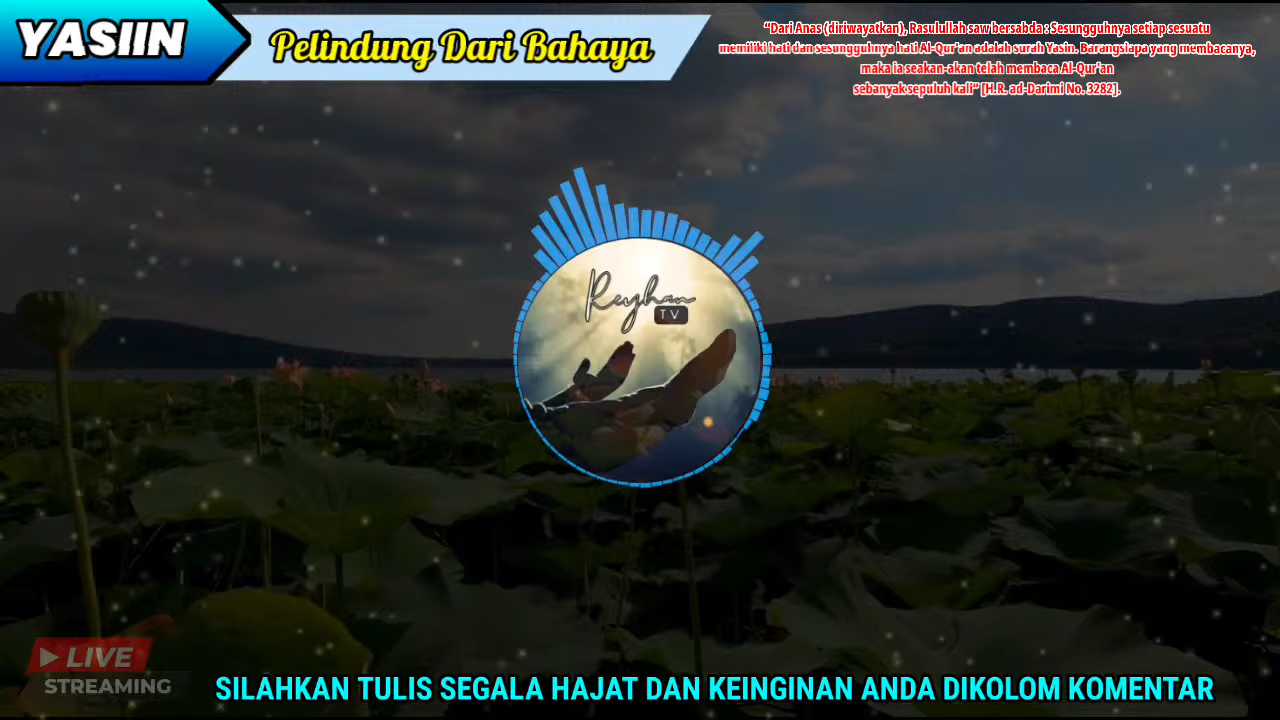 YASIIN
Pelindung Dari Bahaya
“Dari Anas (diriwayatkan), Rasulullah saw bersabda : Sesungguhnya setiap sesuatu
memiliki hati dan sesungguhnya hati Al-Qur'an adalah surah Yasin. Barangsiapa yang membacanya,
maka ia seakan-akan telah membaca Al-Qur'an
sebanyak sepuluh kali” [H.R. ad-Darimi No. 3282].
Reyhan
TV
LIVE
STREAMING
SILAHKAN TULIS SEGALA HAJAT DAN KEINGINAN ANDA DIKOLOM KOMENTAR